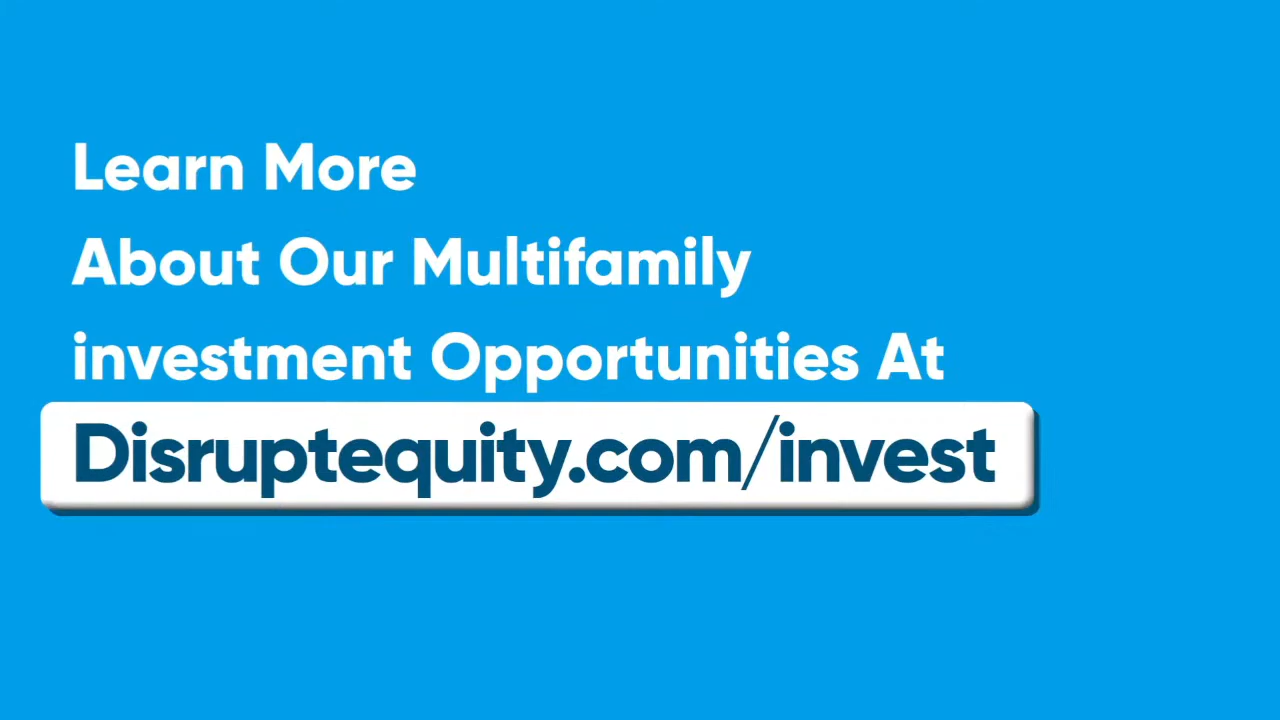 Learn More
About Our Multifamily
investment Opportunities At
Disruptequity.com/invest